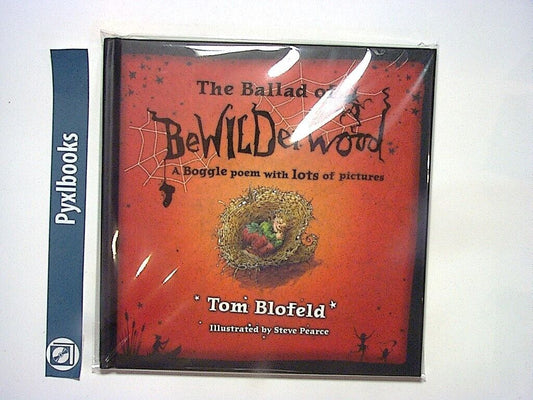 Pyxlbooks
The Ballad of
BeWILDerwood
A Boggle poem with lots of pictures
Tom Blofeld
Illustrated by Steve Pearce